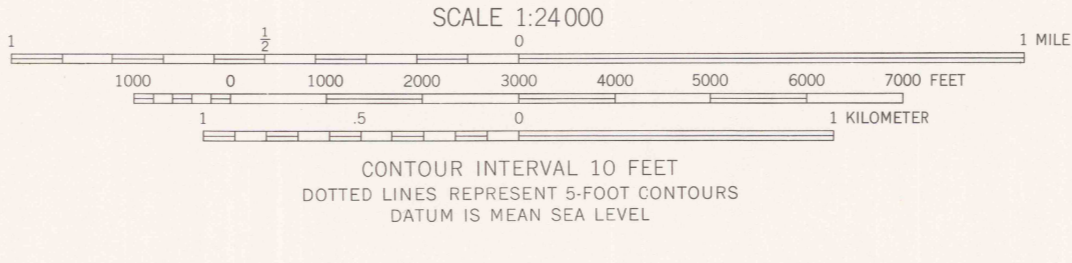 SCALE 1:24 000
1 1/2 0 1 MILE
1000 0 1000 2000 3000 4000 5000 6000 7000 FEET
1 .5 0 1 KILOMETER
CONTOUR INTERVAL 10 FEET
DOTTED LINES REPRESENT 5-FOOT CONTOURS
DATUM IS MEAN SEA LEVEL